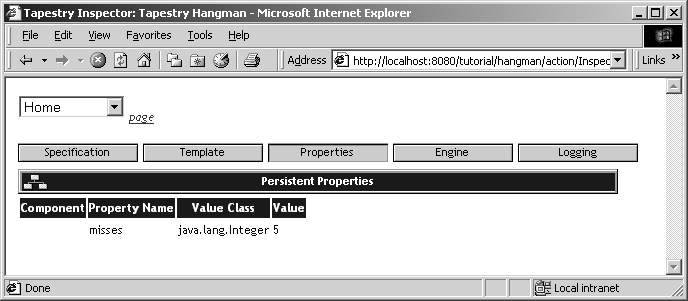 Tapestry Inspector: Tapestry Hangman - Microsoft Internet Explorer
File Edit View Favorites Tools Help
Address http://localhost:8080/tutorial/hangman/action/Inspec Links »
Home page
Specification Template Properties Engine Logging
Persistent Properties
Component Property Name Value Class Value
misses java.lang.Integer 5
Done Local intranet